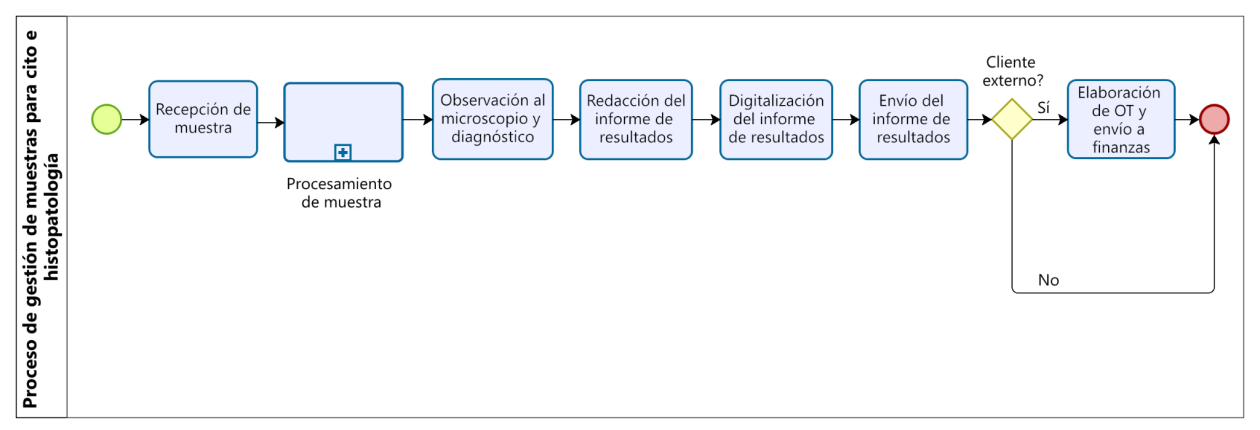 Proceso de gestión de muestras para cito e
histopatología
Recepción de
muestra
Procesamiento
de muestra
Observación al
microscopio y
diagnóstico
Redacción del
informe de
resultados
Digitalización
del informe
de resultados
Envío del
informe de
resultados
Cliente
externo?
Sí
Elaboración
de OT y
envío a
finanzas
No